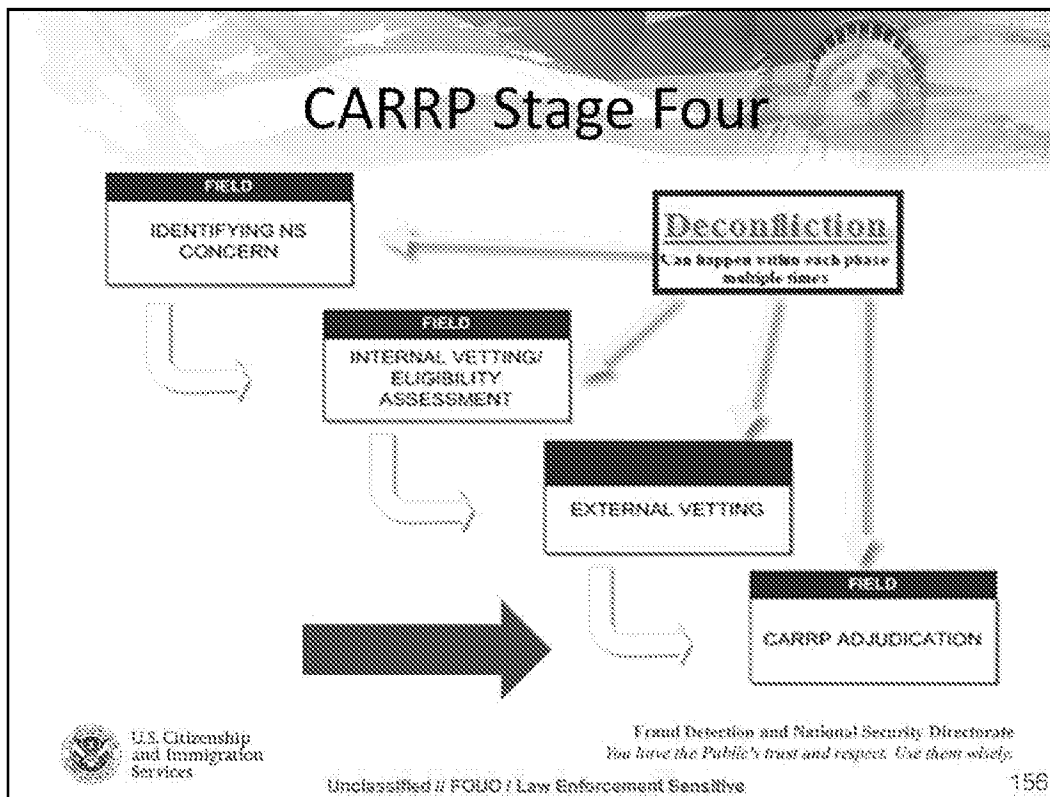 CARRP Stage Four
FIELD
IDENTIFYING NS
CONCERN
Deconfliction
Can happen within each phase
multiple times
FIELD
INTERNAL VETTING/
ELIGIBILITY
ASSESSMENT
EXTERNAL VETTING
FIELD
CARRP ADJUDICATION
U.S. Citizenship
and Immigration
Services
Fraud Detection and National Security Directorate
You have the Public's trust and respect. Use them wisely.
Unclassified // FOUO / Law Enforcement Sensitive
156